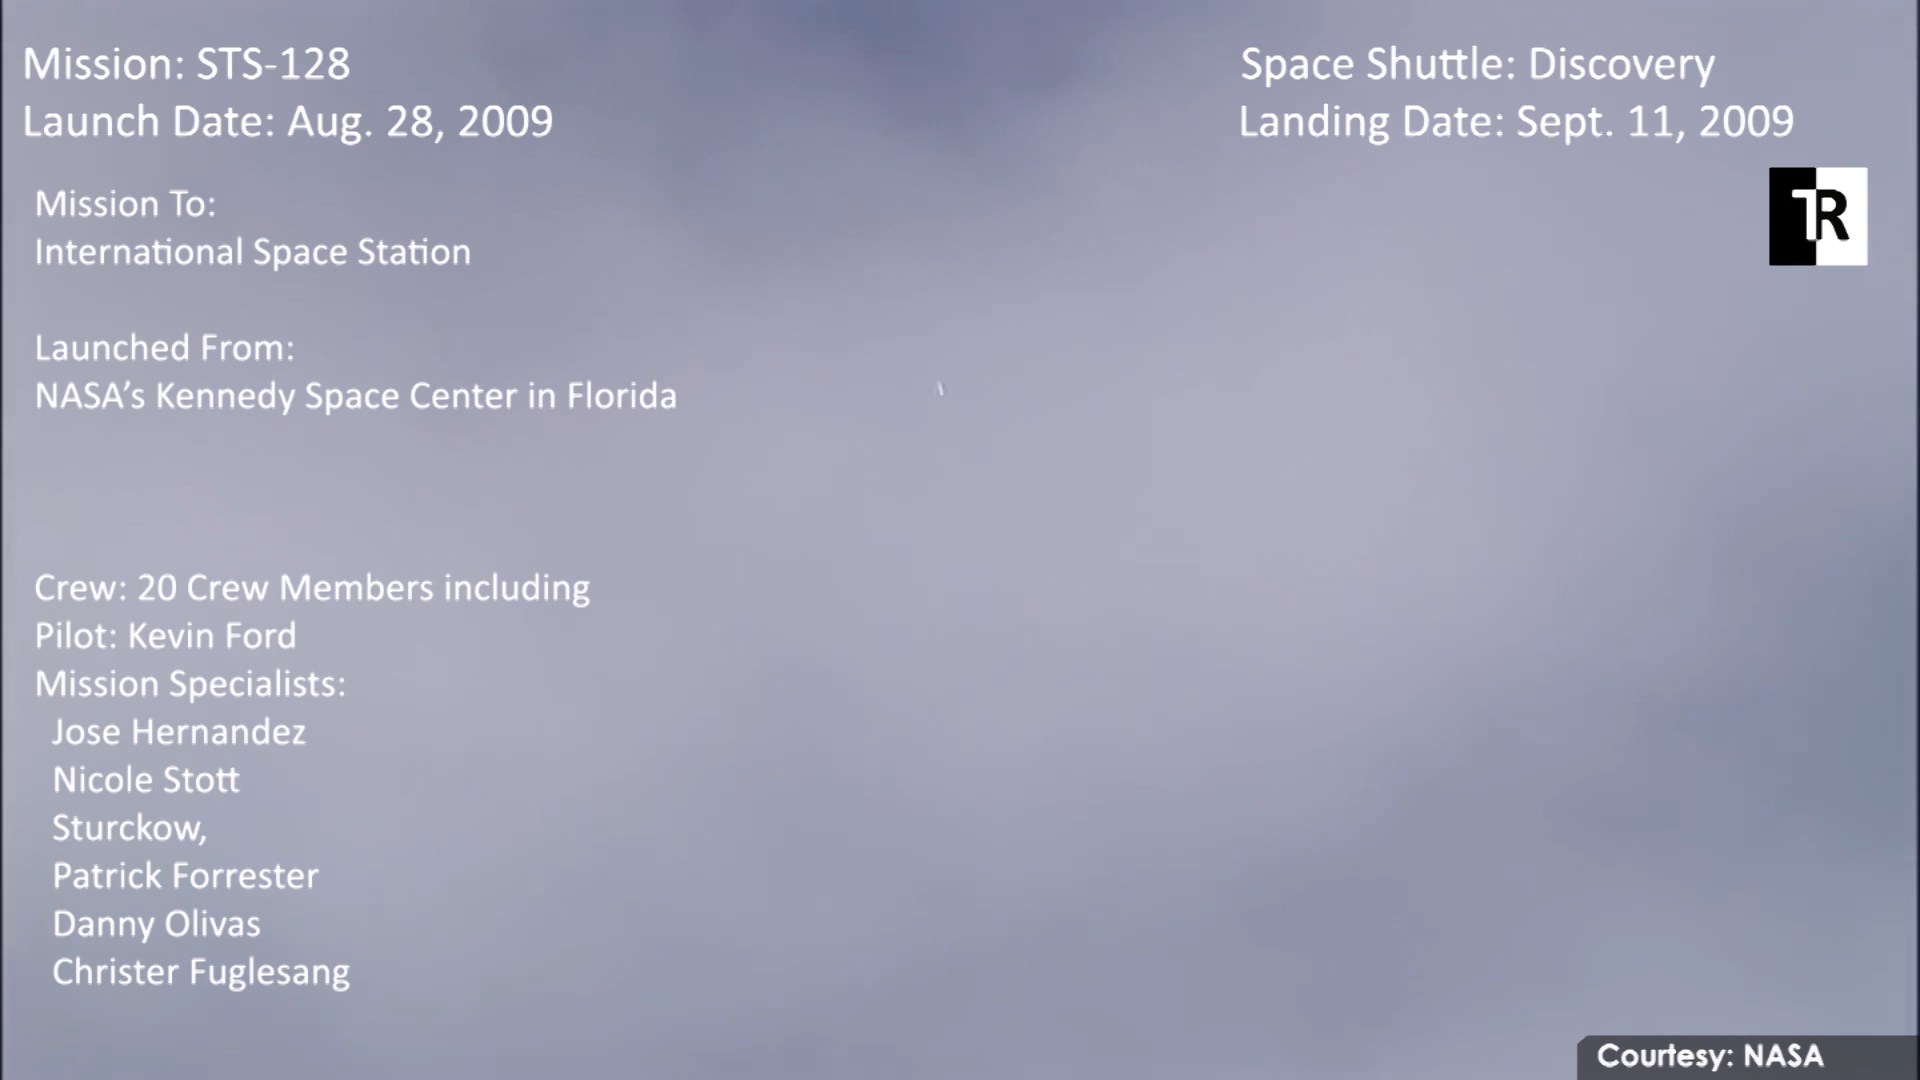 Mission: STS-128
Launch Date: Aug. 28, 2009
Space Shuttle: Discovery
Landing Date: Sept. 11, 2009
TR
Mission To:
International Space Station
Launched From:
NASA’s Kennedy Space Center in Florida
Crew: 20 Crew Members including
Pilot: Kevin Ford
Mission Specialists:
Jose Hernandez
Nicole Stott
Sturckow,
Patrick Forrester
Danny Olivas
Christer Fuglesang
Courtesy: NASA